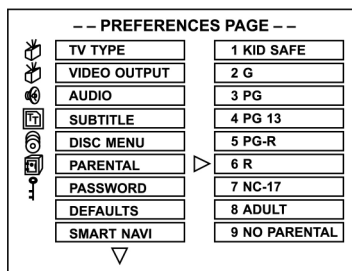 -- PREFERENCES PAGE --
TV TYPE
VIDEO OUTPUT
AUDIO
SUBTITLE
DISC MENU
PARENTAL
PASSWORD
DEFAULTS
SMART NAVI
1 KID SAFE
2 G
3 PG
4 PG 13
5 PG-R
6 R
7 NC-17
8 ADULT
9 NO PARENTAL